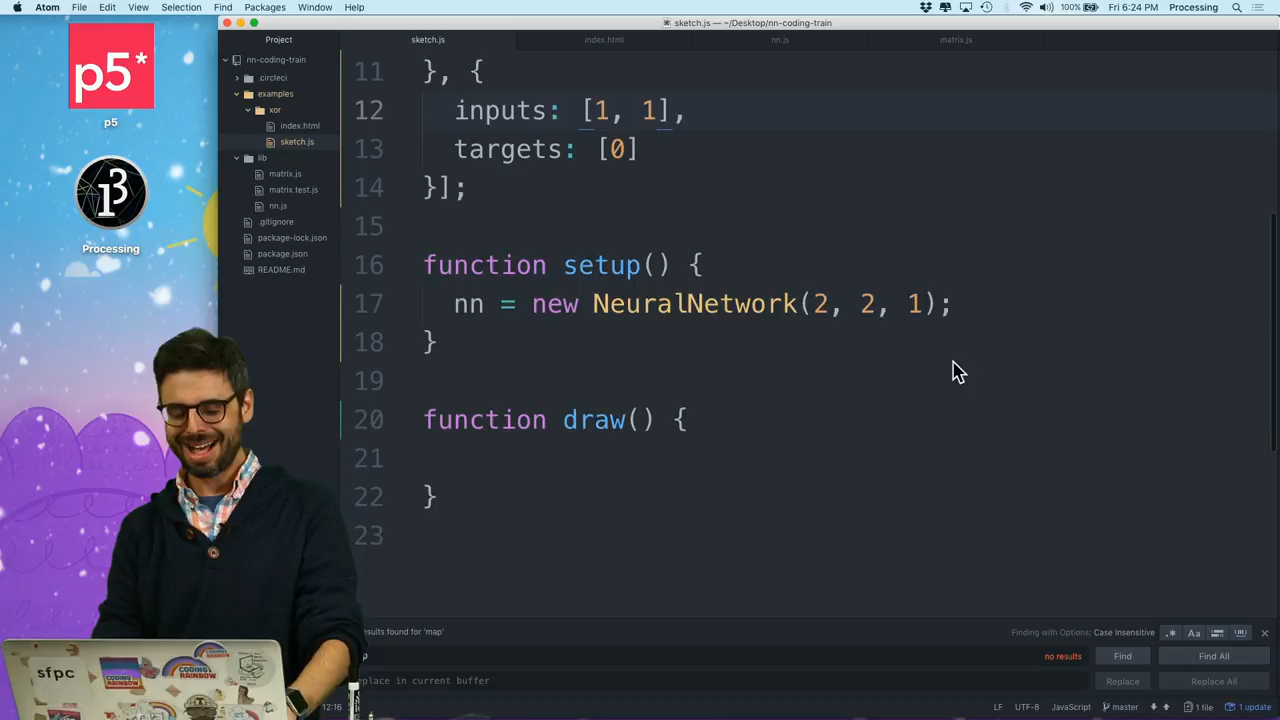 Atom File Edit View Selection Find Packages Window Help
100% Fri 6:24 PM Processing
sketch.js — ~/Desktop/nn-coding-train
Project
sketch.js
index.html
nn.js
matrix.js
nn-coding-train
.circleci
examples
xor
index.html
sketch.js
lib
matrix.js
matrix.test.js
nn.js
.gitignore
package-lock.json
package.json
README.md
p5*
p5
Processing
11 }, {
12 inputs: [1, 1],
13 targets: [0]
14 }];
15
16 function setup() {
17 nn = new NeuralNetwork(2, 2, 1);
18 }
19
20 function draw() {
21
22 }
23
esults found for 'map'
Finding with Options: Case Insensitive
.* Aa
p
no results
Find
Find All
eplace in current buffer
Replace
Replace All
12:16
LF UTF-8 JavaScript master 1 file 1 update
sfpc
CODING RAINBOW
CODING RAINBOW